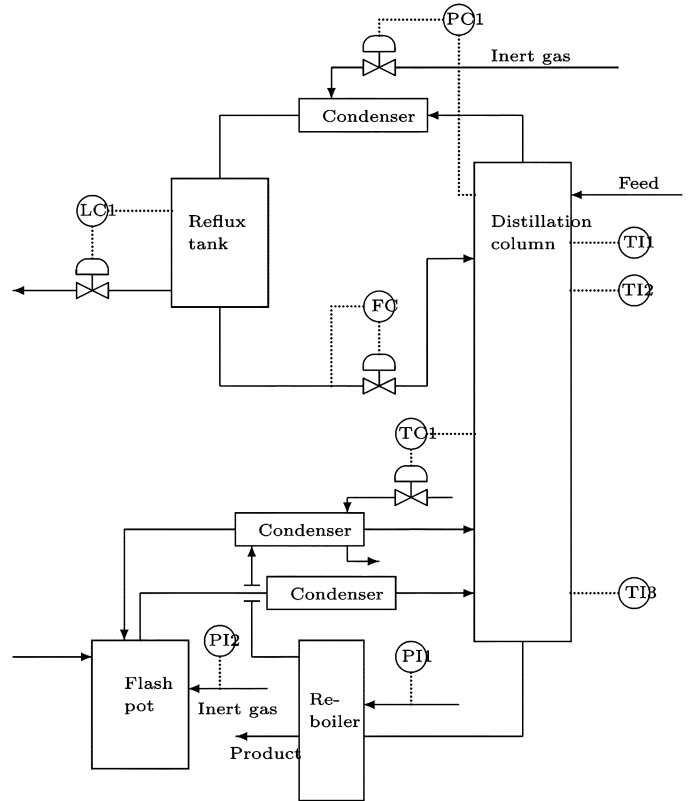 PC1
Inert gas
Condenser
Feed
LC1
Reflux
tank
Distillation
column
TI1
TI2
FC
TC1
Condenser
Condenser
TI3
PI2
PI1
Flash
pot
Inert gas
Re-
boiler
Product